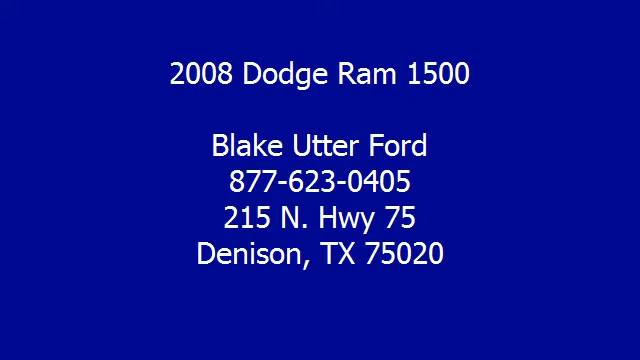 2008 Dodge Ram 1500
Blake Utter Ford
877-623-0405
215 N. Hwy 75
Denison, TX 75020